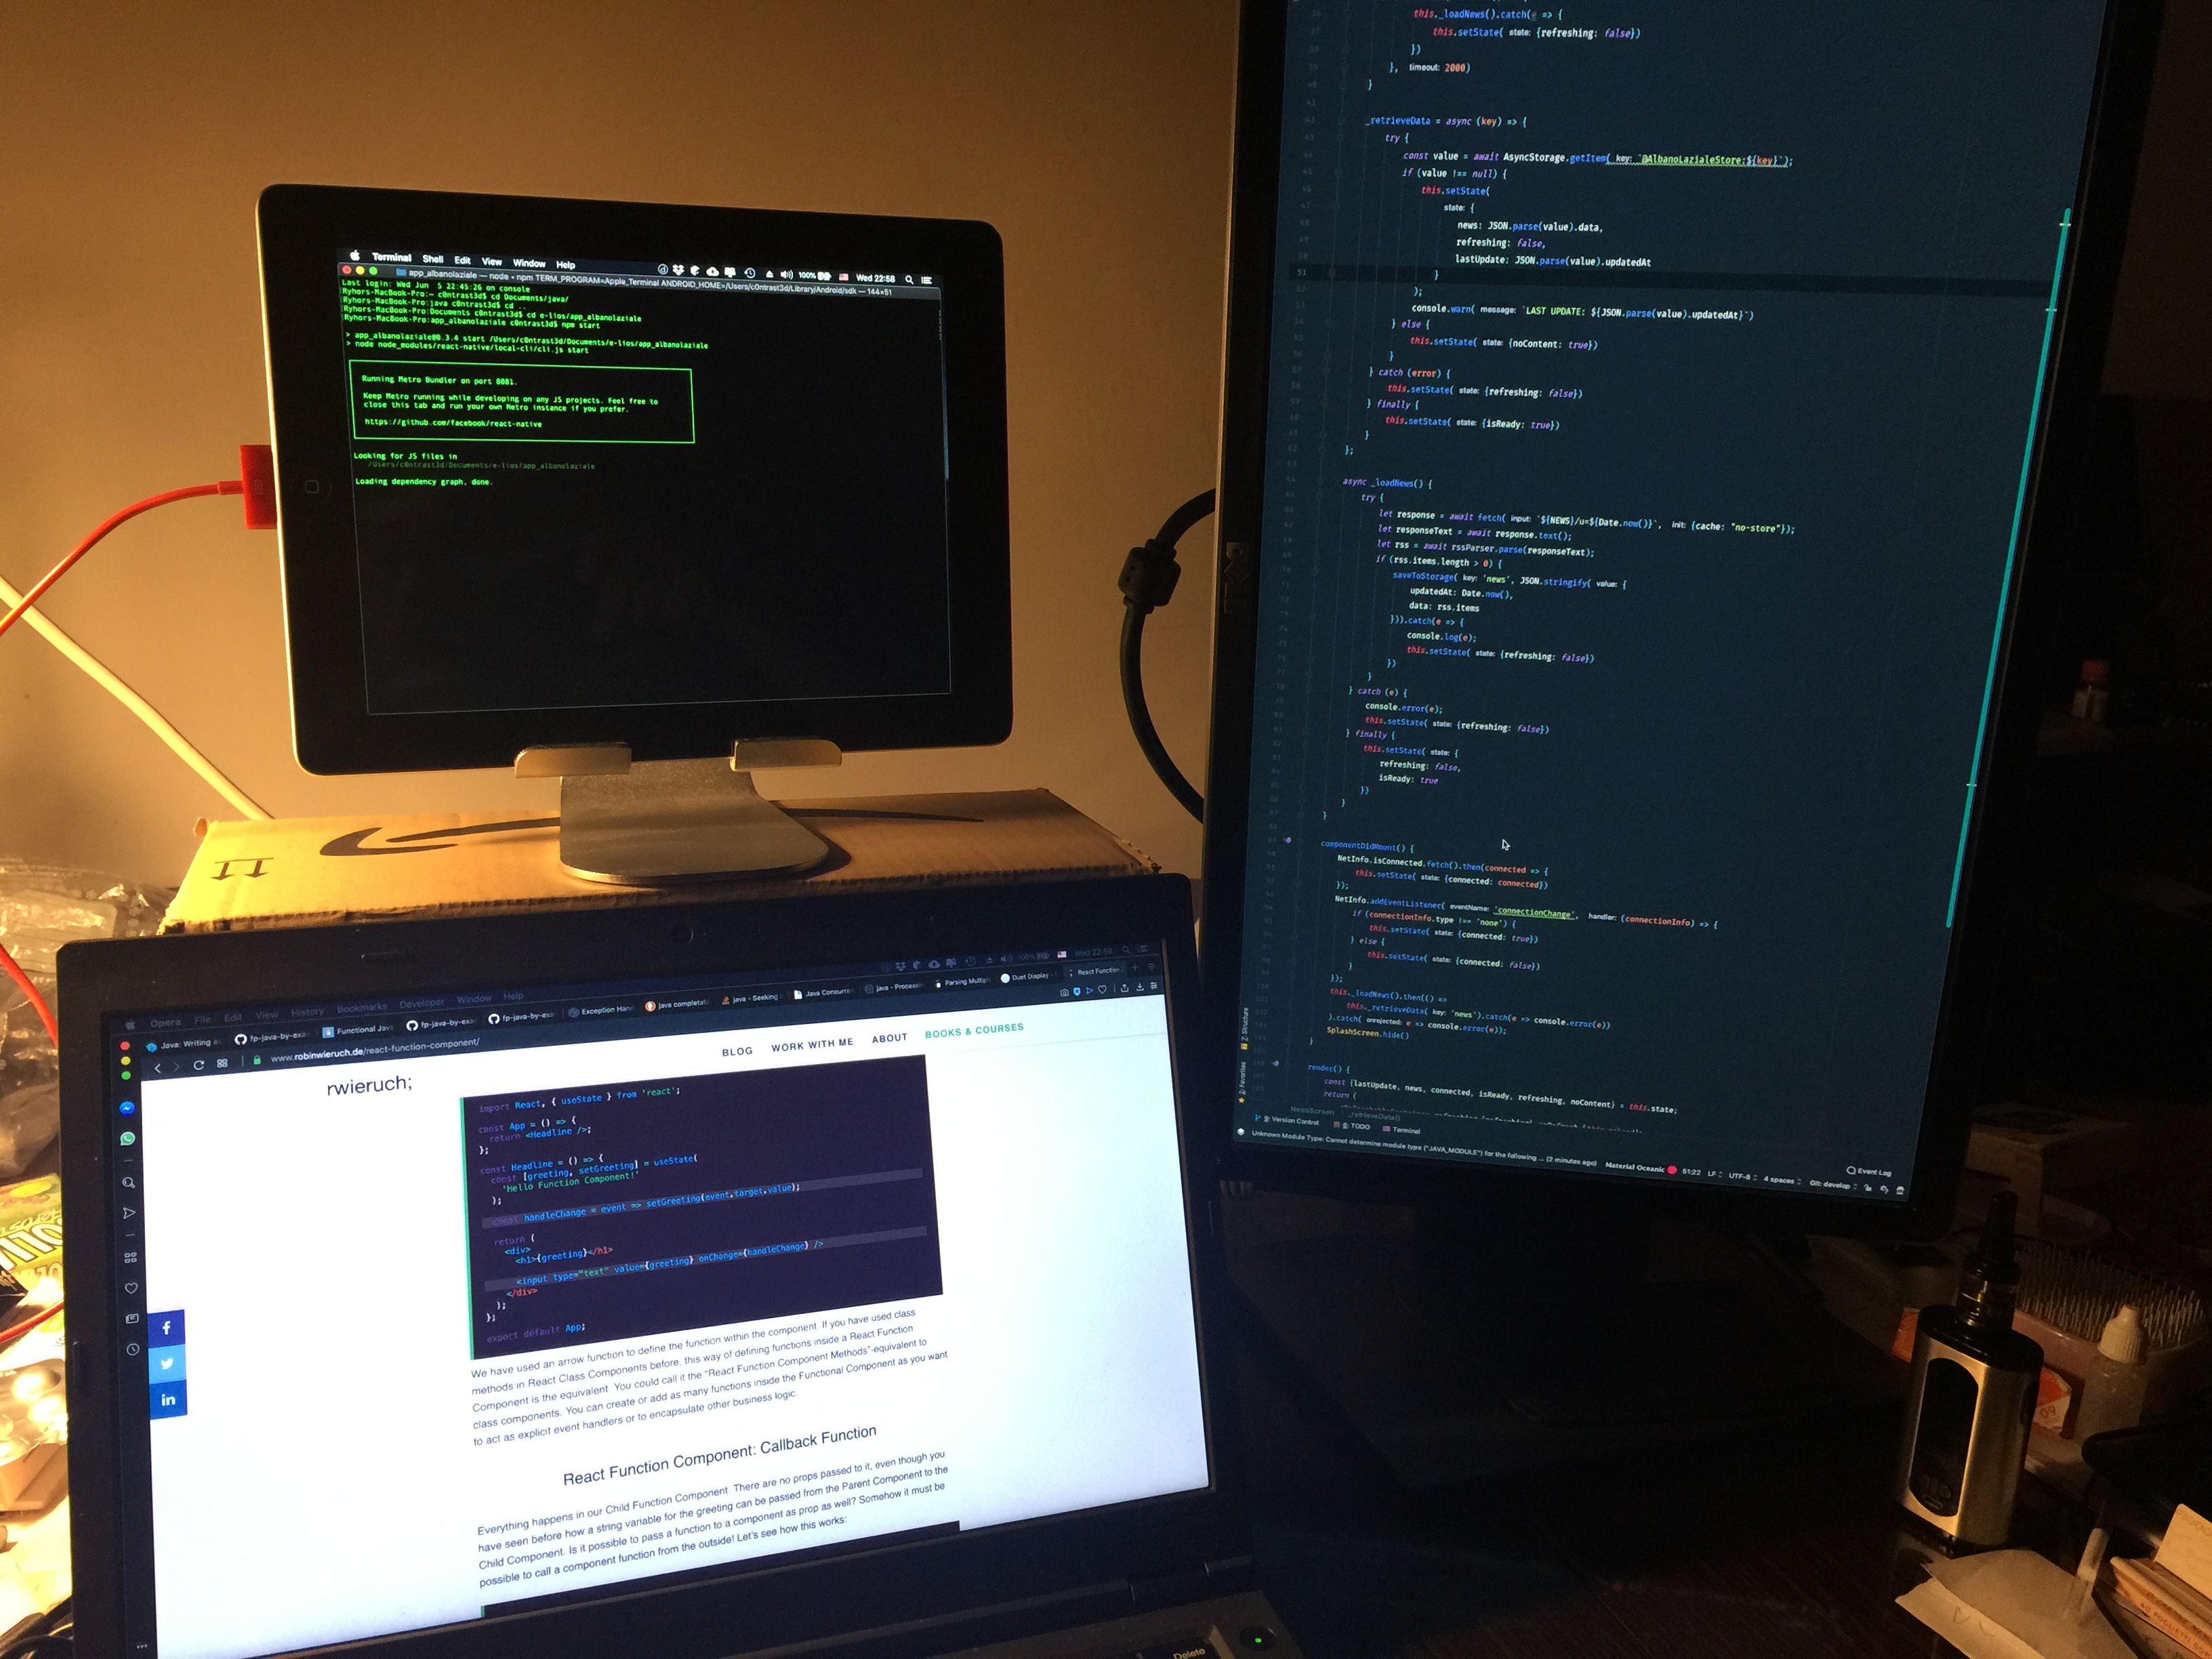 Terminal Shell Edit View Window Help 100% Wed 22:58
app_albanolaziale — node • npm TERM_PROGRAM=Apple_Terminal ANDROID_HOME=/Users/c0ntrast3d/Library/Android/sdk — 144×51
Last login: Wed Jun  5 22:45:26 on console
Ryhors-MacBook-Pro:~ c0ntrast3d$ cd Documents/java/
Ryhors-MacBook-Pro:java c0ntrast3d$ cd ..
Ryhors-MacBook-Pro:Documents c0ntrast3d$ cd e-lios/app_albanolaziale
Ryhors-MacBook-Pro:app_albanolaziale c0ntrast3d$ npm start
> app_albanolaziale@0.3.4 start /Users/c0ntrast3d/Documents/e-lios/app_albanolaziale
> node node_modules/react-native/local-cli/cli.js start
Running Metro Bundler on port 8081.
Keep Metro running while developing on any JS projects. Feel free to
close this tab and run your own Metro instance if you prefer.
https://github.com/facebook/react-native
Looking for JS files in
/Users/c0ntrast3d/Documents/e-lios/app_albanolaziale
Loading dependency graph, done.
this._loadNews().catch(e => {
this.setState( state: {refreshing: false})
})
}, timeout: 2000)
}
_retrieveData = async (key) => {
try {
const value = await AsyncStorage.getItem( key: `@AlbanoLazialeStore:${key}`);
if (value !== null) {
this.setState(
state: {
news: JSON.parse(value).data,
refreshing: false,
lastUpdate: JSON.parse(value).updatedAt
}
);
console.warn( message: `LAST UPDATE: ${JSON.parse(value).updatedAt}`)
} else {
this.setState( state: {noContent: true})
}
} catch (error) {
this.setState( state: {refreshing: false})
} finally {
this.setState( state: {isReady: true})
}
};
async _loadNews() {
try {
let response = await fetch( input: `${NEWS}/u=${Date.now()}`, init: {cache: "no-store"});
let responseText = await response.text();
let rss = await rssParser.parse(responseText);
if (rss.items.length > 0) {
saveToStorage( key: 'news', JSON.stringify( value: {
updatedAt: Date.now(),
data: rss.items
})).catch(e => {
console.log(e);
this.setState( state: {refreshing: false})
})
}
} catch (e) {
console.error(e);
this.setState( state: {refreshing: false})
} finally {
this.setState( state: {
refreshing: false,
isReady: true
})
}
}
componentDidMount() {
NetInfo.isConnected.fetch().then(connected => {
this.setState( state: {connected: connected})
});
NetInfo.addEventListener( eventName: 'connectionChange', handler: (connectionInfo) => {
if (connectionInfo.type !== 'none') {
this.setState( state: {connected: true})
} else {
this.setState( state: {connected: false})
}
});
this._loadNews().then(() =>
this._retrieveData( key: 'news').catch(e => console.error(e))
).catch( onrejected: e => console.error(e));
SplashScreen.hide()
}
render() {
const {lastUpdate, news, connected, isReady, refreshing, noContent} = this.state;
return (
NewsScreen _retrieveData()
Z: Structure
2: Favorites
9: Version Control 6: TODO Terminal
Event Log
Unknown Module Type: Cannot determine module type ("JAVA_MODULE") for the following ... (2 minutes ago) Material Oceanic 51:22 LF UTF-8 4 spaces Git: develop
Opera File Edit View History Bookmarks Developer Window Help 100% Wed 22:58
Java: Writing fp-java-by-exa Functional Java fp-java-by-exa fp-java-by-exa Exception Han java completa java - Seeking Java Concurre java - Processin Parsing Multip Duet Display React Function
www.robinwieruch.de/react-function-component/
rwieruch;
BLOG WORK WITH ME ABOUT BOOKS & COURSES
import React, { useState } from 'react';
const App = () => {
return <Headline />;
};
const Headline = () => {
const [greeting, setGreeting] = useState(
'Hello Function Component!'
);
const handleChange = event => setGreeting(event.target.value);
return (
<div>
<h1>{greeting}</h1>
<input type="text" value={greeting} onChange={handleChange} />
</div>
);
};
export default App;
We have used an arrow function to define the function within the component. If you have used class
methods in React Class Components before, this way of defining functions inside a React Function
Component is the equivalent. You could call it the "React Function Component Methods"-equivalent to
class components. You can create or add as many functions inside the Functional Component as you want
to act as explicit event handlers or to encapsulate other business logic.
React Function Component: Callback Function
Everything happens in our Child Function Component. There are no props passed to it, even though you
have seen before how a string variable for the greeting can be passed from the Parent Component to the
Child Component. Is it possible to pass a function to a component as prop as well? Somehow it must be
possible to call a component function from the outside! Let's see how this works:
Delete